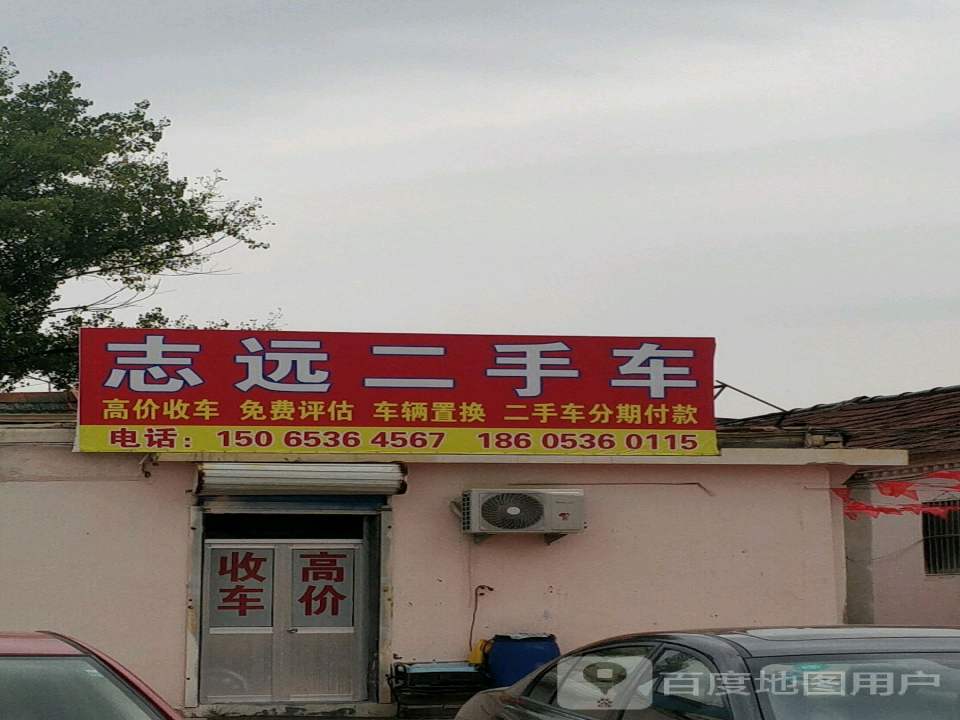 志远二手车
高价收车 免费评估 车辆置换 二手车分期付款
电话：150 6536 4567 186 0536 0115
收车 高价
百度地图用户